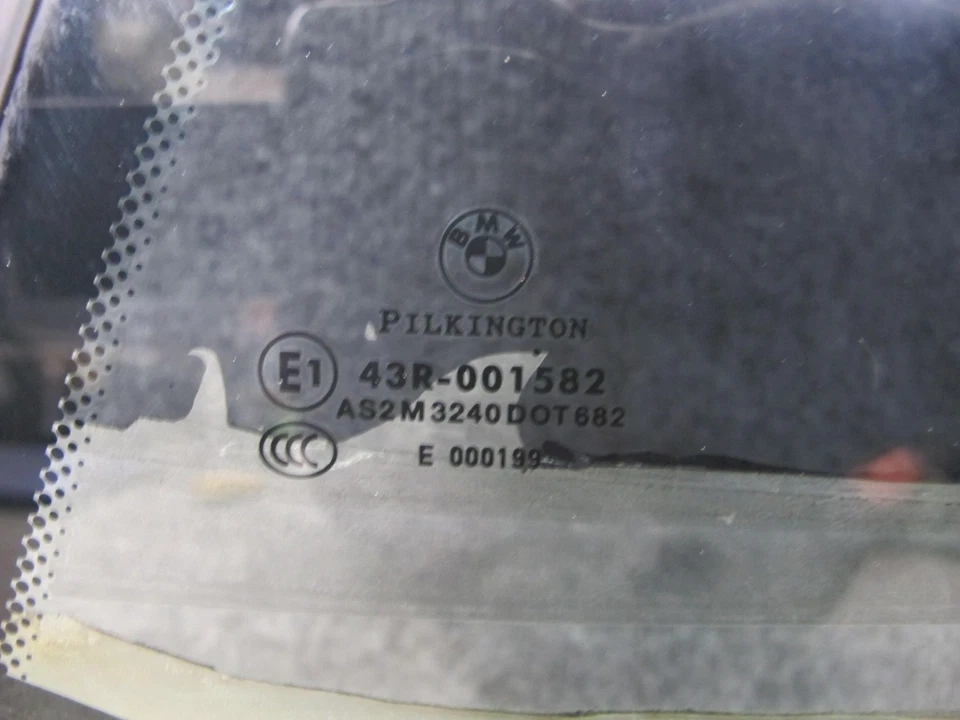 BMW
PILKINGTON
E1 43R-001582
AS2 M3240 DOT 682
CCC E 000199